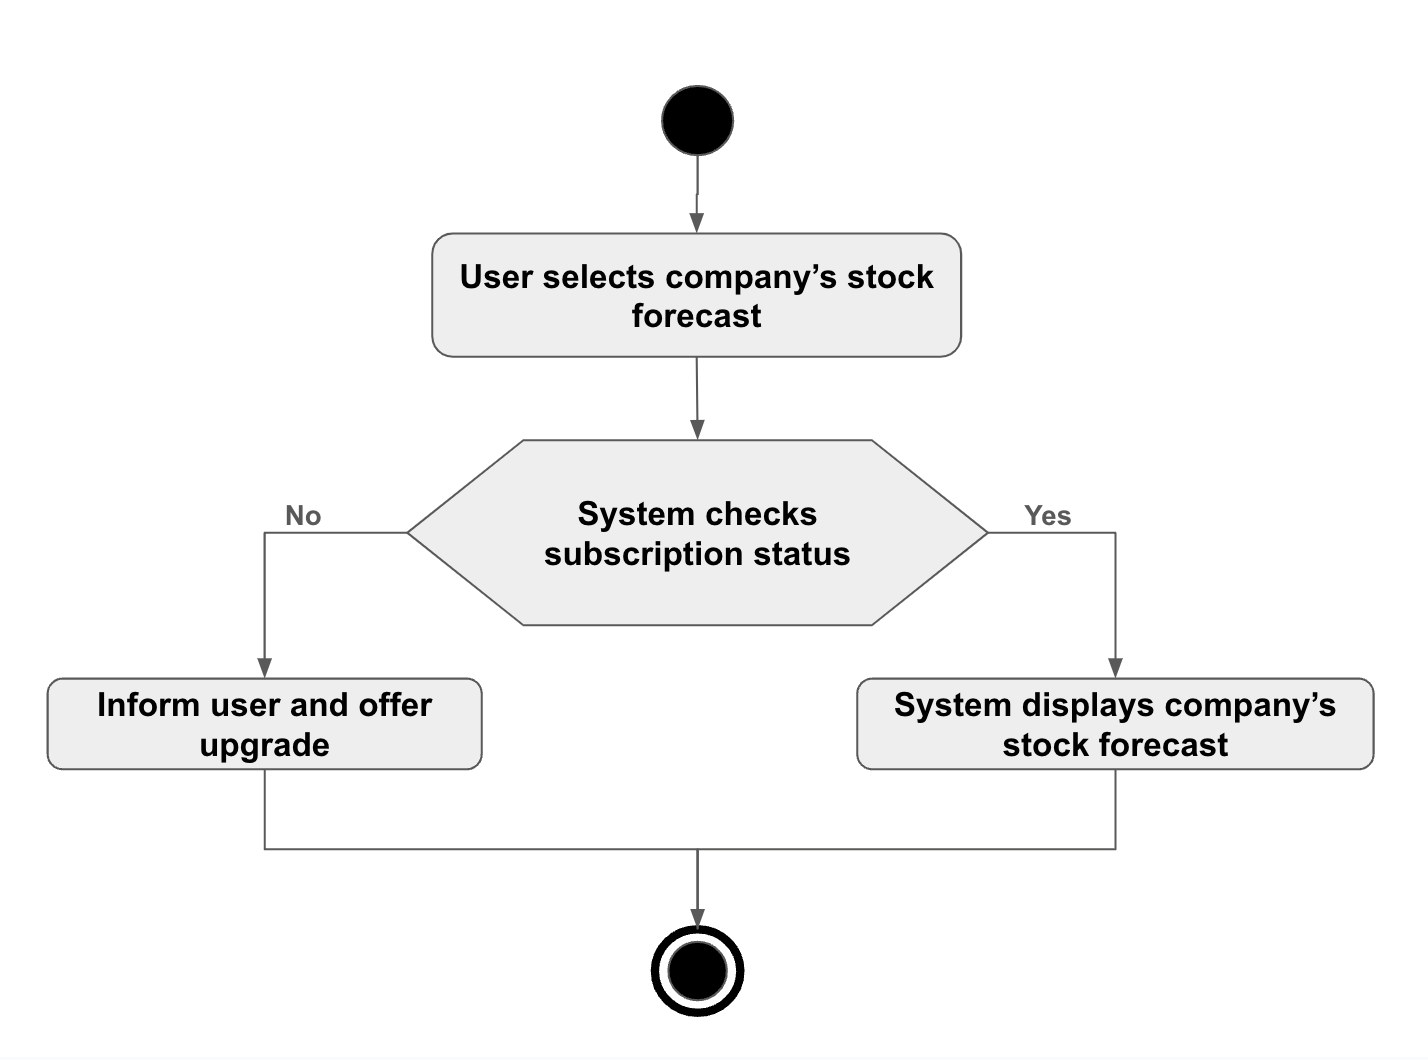 User selects company’s stock
forecast
System checks
subscription status
No
Yes
Inform user and offer
upgrade
System displays company’s
stock forecast